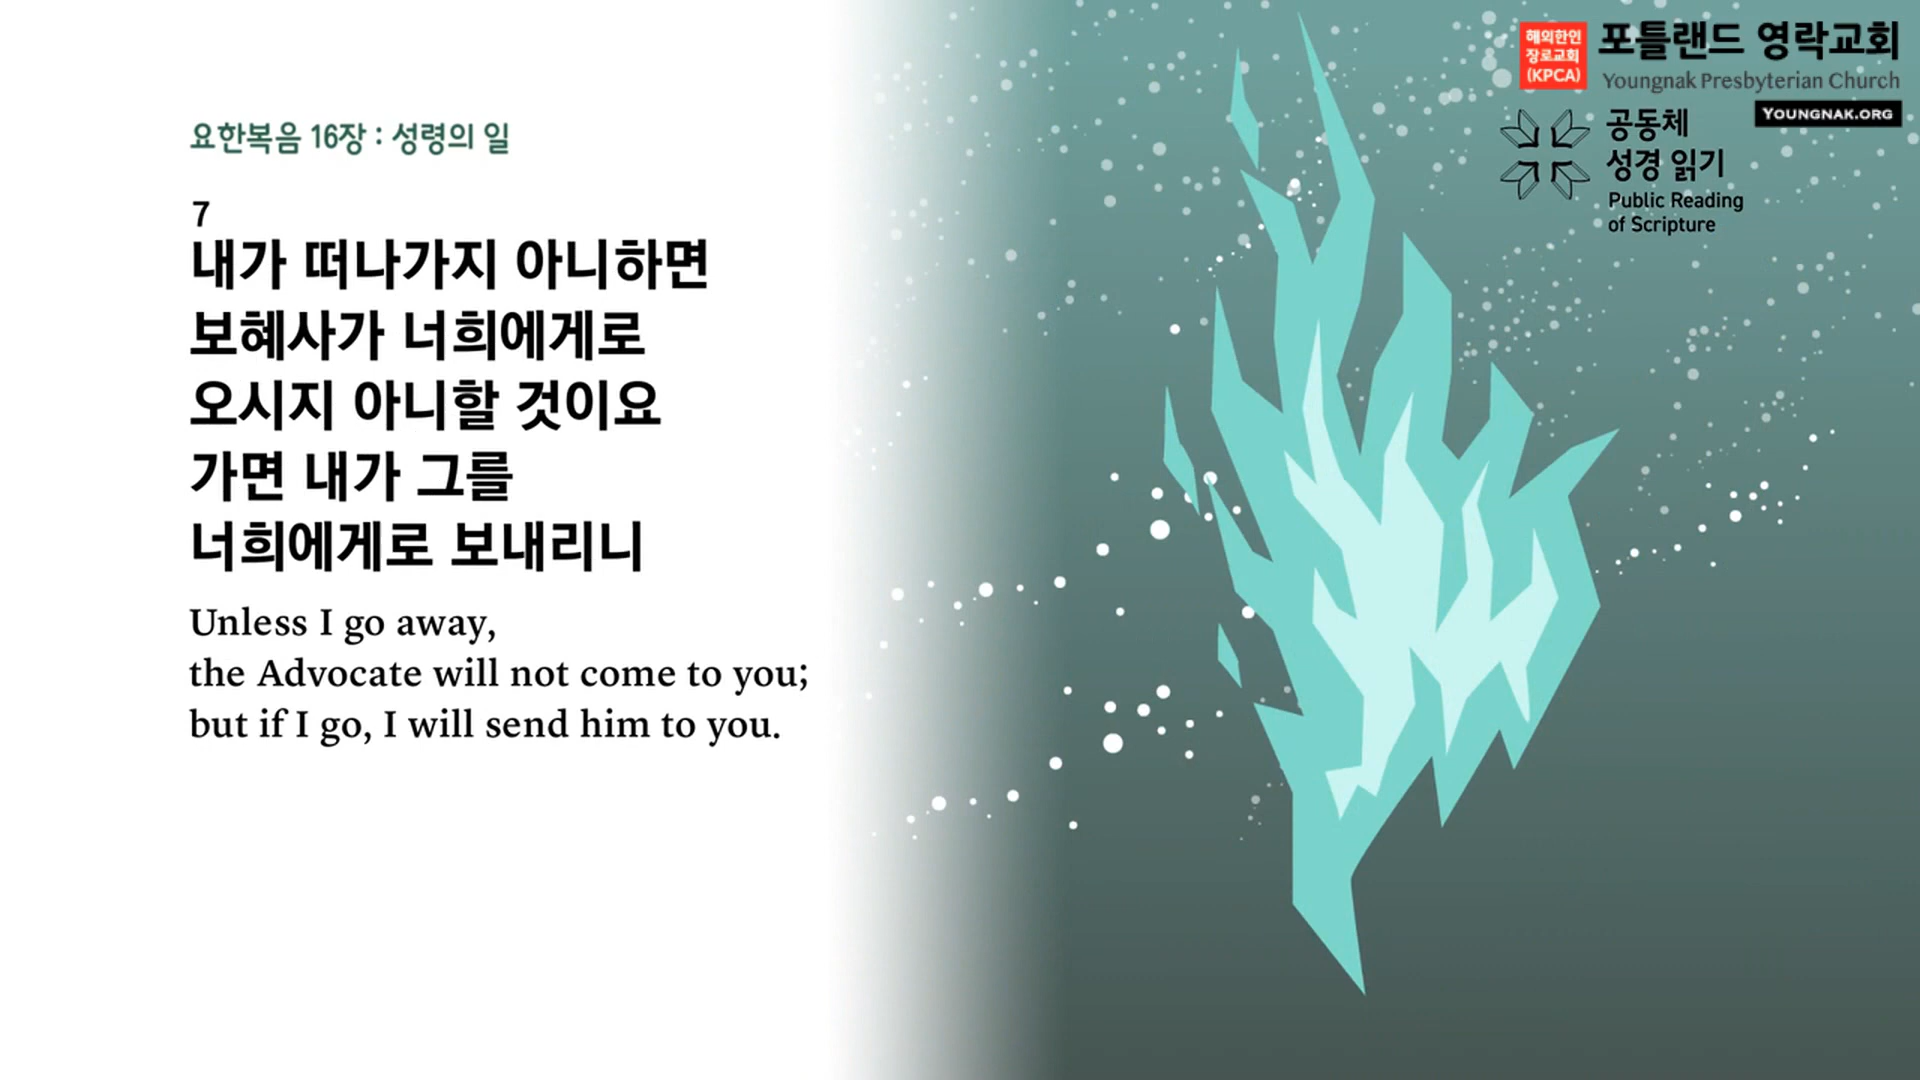 요한복음 16장 : 성령의 일
7
내가 떠나가지 아니하면
보혜사가 너희에게로
오시지 아니할 것이요
가면 내가 그를
너희에게로 보내리니
Unless I go away,
the Advocate will not come to you;
but if I go, I will send him to you.
해외한인
장로교회
(KPCA)
포틀랜드 영락교회
Youngnak Presbyterian Church
YOUNGNAK.ORG
공동체
성경 읽기
Public Reading
of Scripture